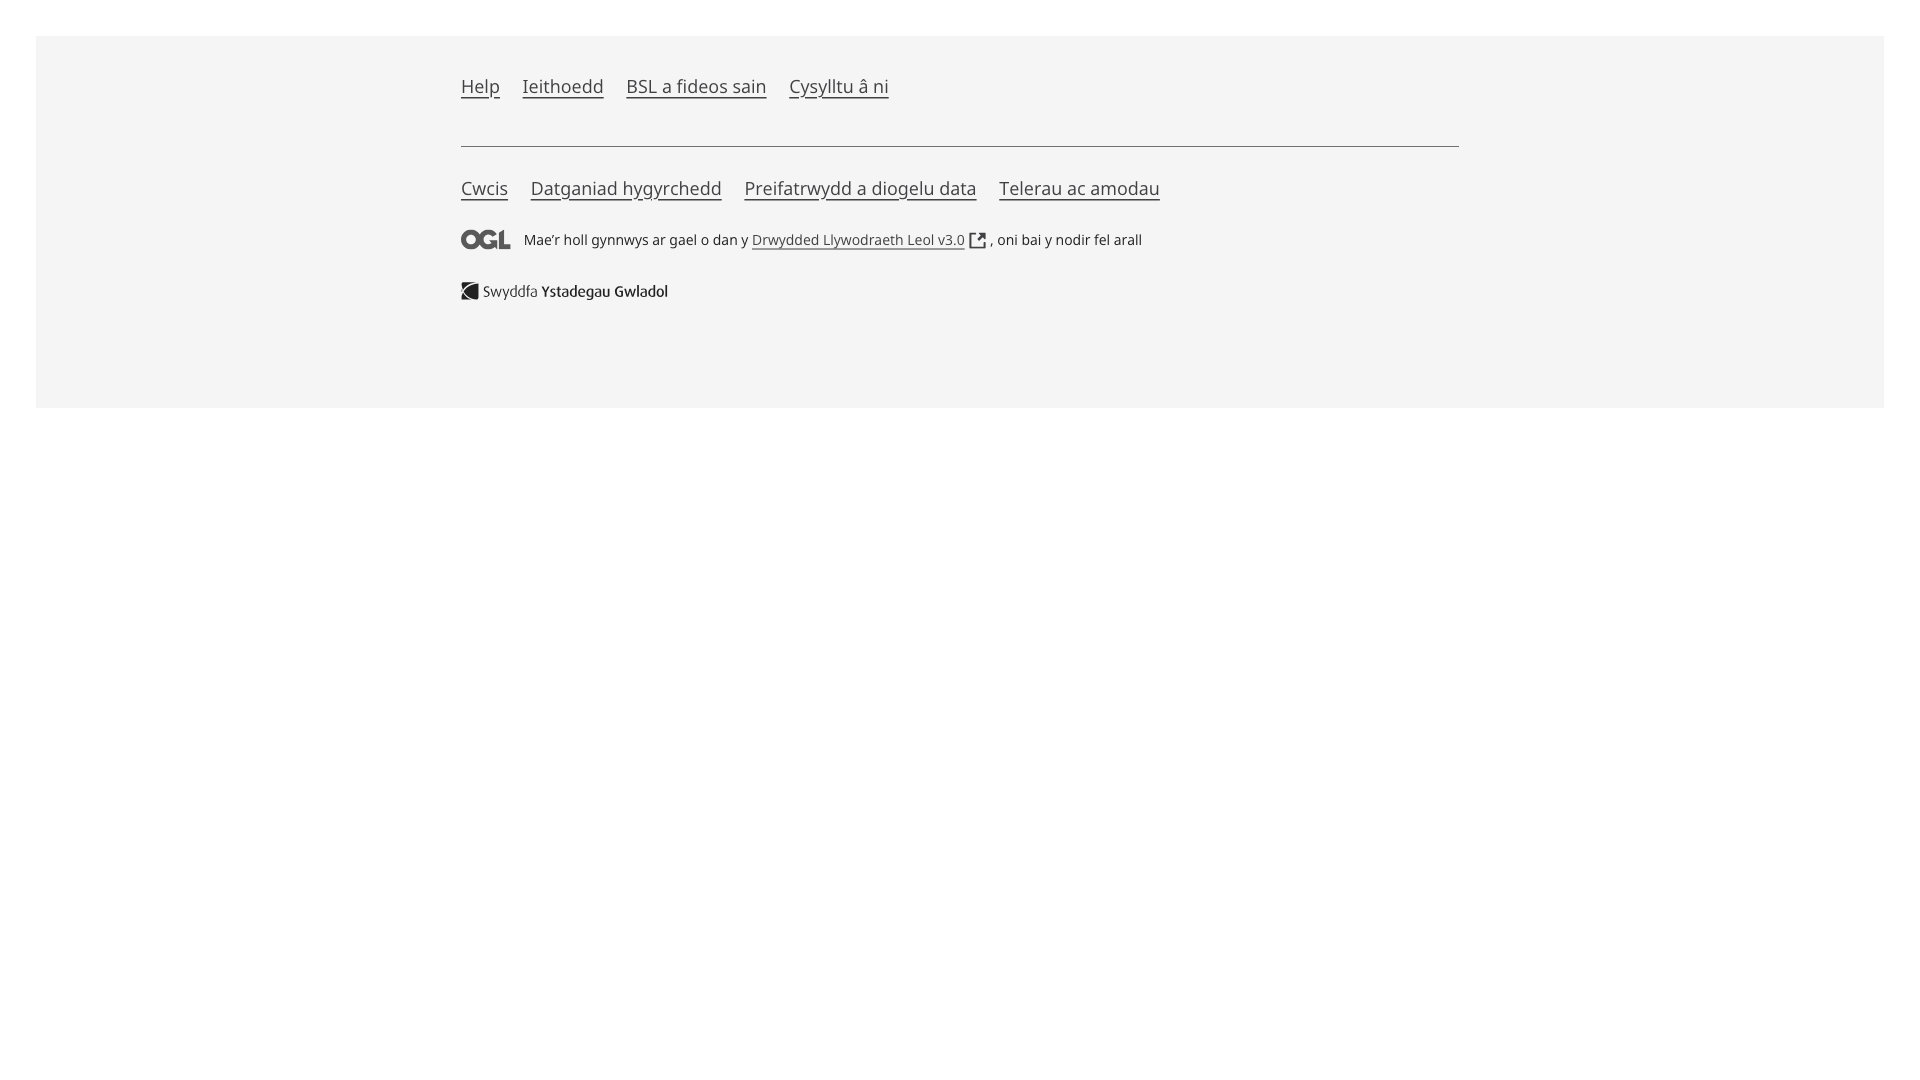 Help Ieithoedd BSL a fideos sain Cysylltu â ni
Cwcis Datganiad hygyrchedd Preifatrwydd a diogelu data Telerau ac amodau
OGL Mae’r holl gynnwys ar gael o dan y Drwydded Llywodraeth Leol v3.0 , oni bai y nodir fel arall
Swyddfa Ystadegau Gwladol